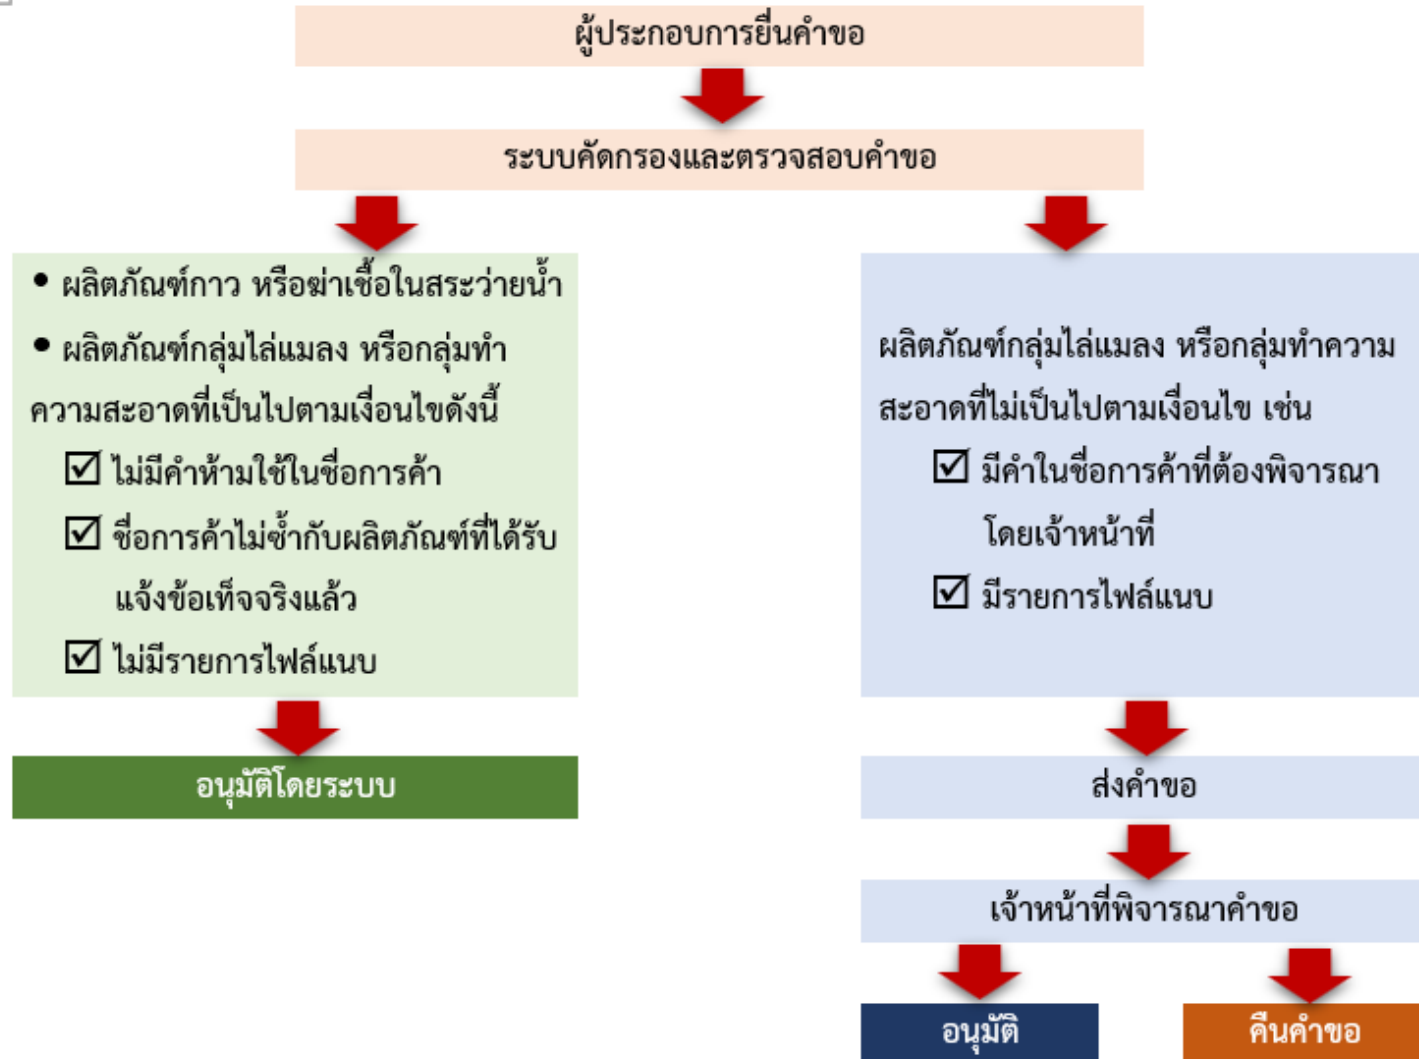 ผู้ประกอบการยื่นคำขอ
ระบบคัดกรองและตรวจสอบคำขอ
• ผลิตภัณฑ์กาว หรือฆ่าเชื้อในสระว่ายน้ำ
• ผลิตภัณฑ์กลุ่มไล่แมลง หรือกลุ่มทำ
ความสะอาดที่เป็นไปตามเงื่อนไขดังนี้
☑ ไม่มีคำห้ามใช้ในชื่อการค้า
☑ ชื่อการค้าไม่ซ้ำกับผลิตภัณฑ์ที่ได้รับ
แจ้งข้อเท็จจริงแล้ว
☑ ไม่มีรายการไฟล์แนบ
อนุมัติโดยระบบ
ผลิตภัณฑ์กลุ่มไล่แมลง หรือกลุ่มทำความ
สะอาดที่ไม่เป็นไปตามเงื่อนไข เช่น
☑ มีคำในชื่อการค้าที่ต้องพิจารณา
โดยเจ้าหน้าที่
☑ มีรายการไฟล์แนบ
ส่งคำขอ
เจ้าหน้าที่พิจารณาคำขอ
อนุมัติ
คืนคำขอ